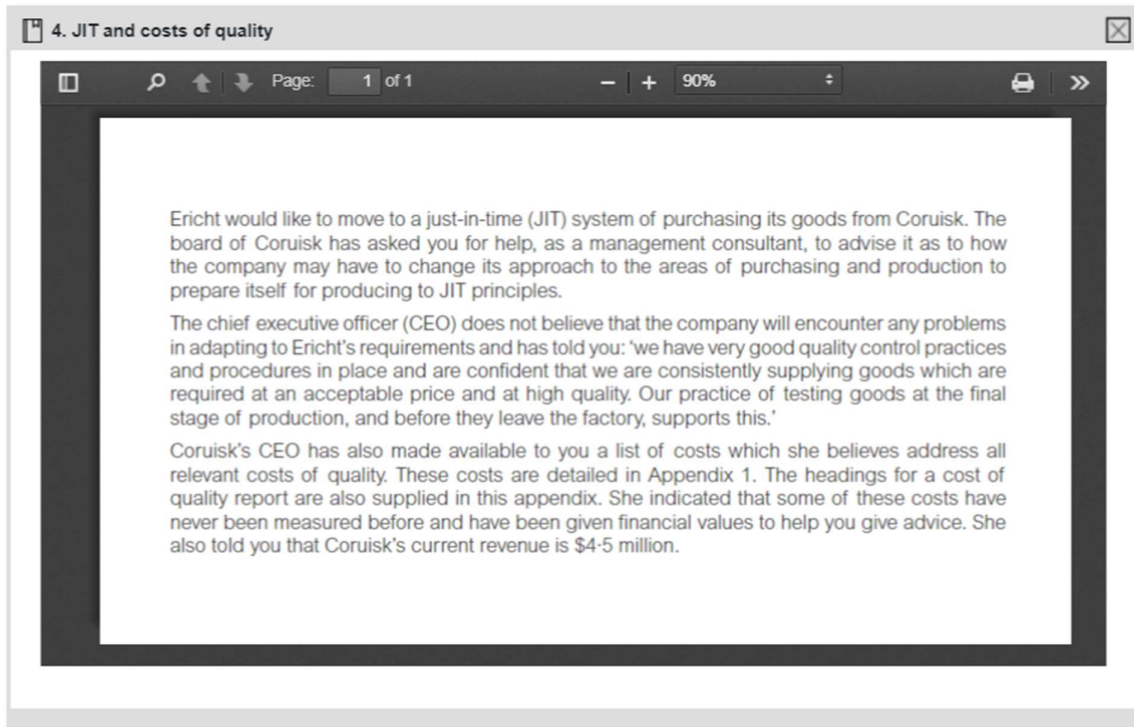 4. JIT and costs of quality
Page: 1 of 1 90%
Ericht would like to move to a just-in-time (JIT) system of purchasing its goods from Coruisk. The
board of Coruisk has asked you for help, as a management consultant, to advise it as to how
the company may have to change its approach to the areas of purchasing and production to
prepare itself for producing to JIT principles.
The chief executive officer (CEO) does not believe that the company will encounter any problems
in adapting to Ericht's requirements and has told you: 'we have very good quality control practices
and procedures in place and are confident that we are consistently supplying goods which are
required at an acceptable price and at high quality. Our practice of testing goods at the final
stage of production, and before they leave the factory, supports this.'
Coruisk's CEO has also made available to you a list of costs which she believes address all
relevant costs of quality. These costs are detailed in Appendix 1. The headings for a cost of
quality report are also supplied in this appendix. She indicated that some of these costs have
never been measured before and have been given financial values to help you give advice. She
also told you that Coruisk's current revenue is $4·5 million.